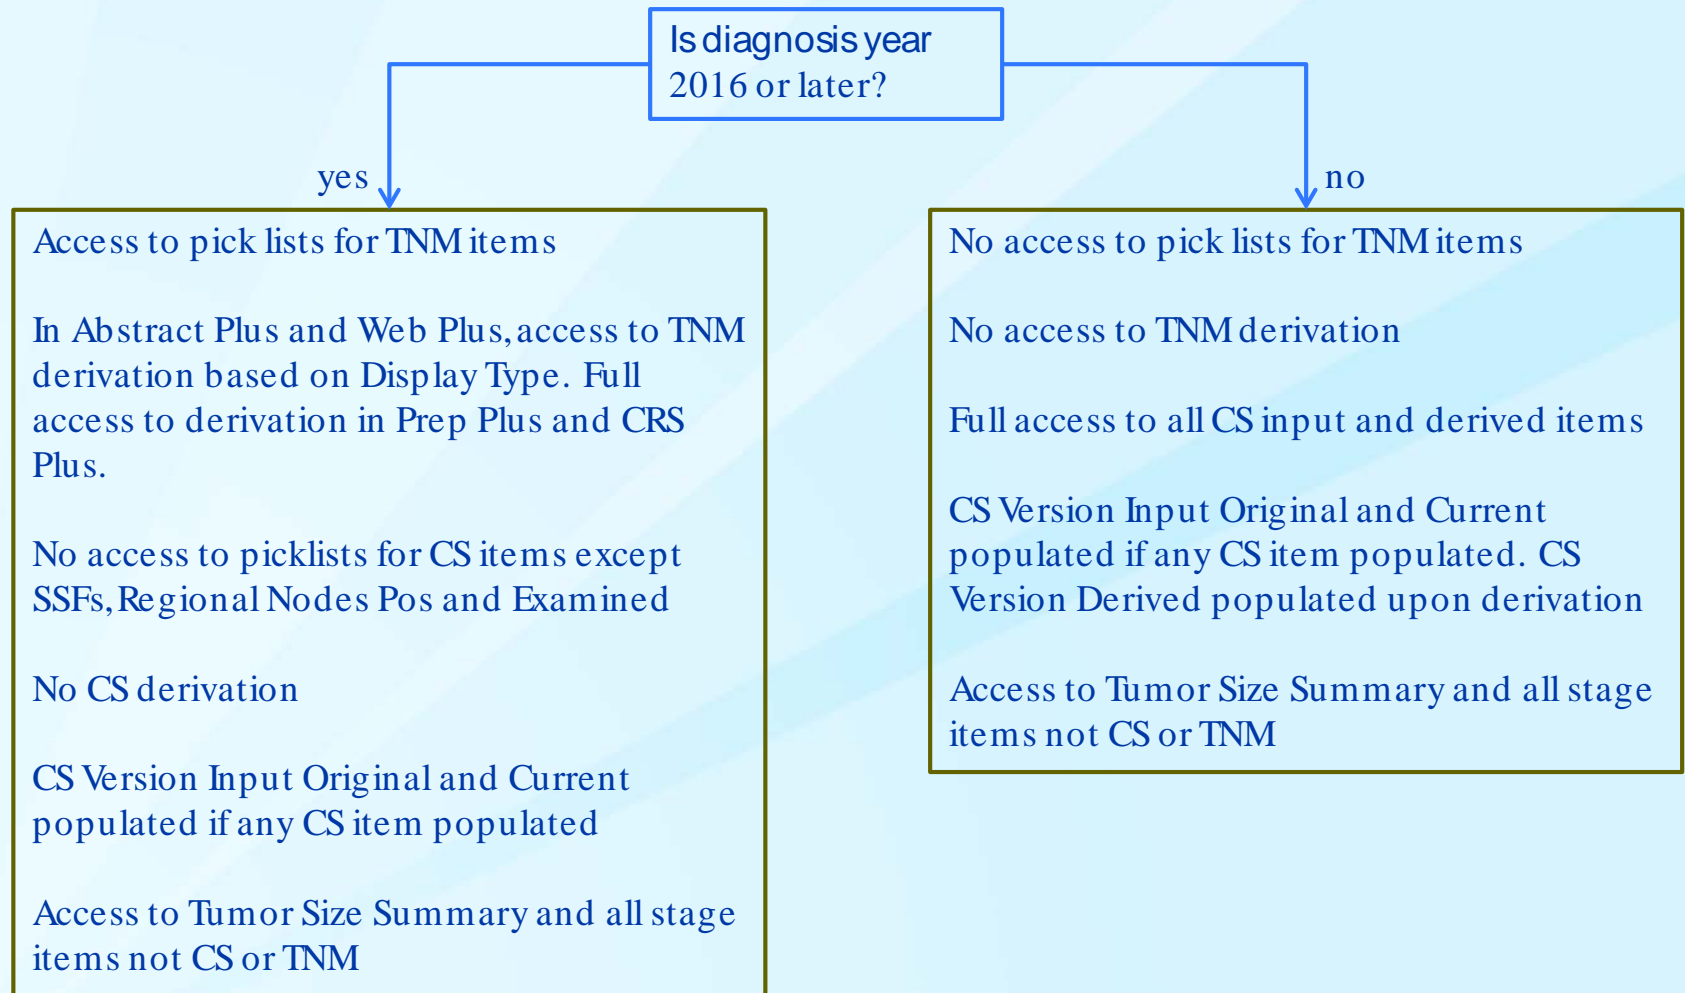 Is diagnosis year
2016 or later?
yes
no
Access to pick lists for TNM items
In Abstract Plus and Web Plus, access to TNM
derivation based on Display Type. Full
access to derivation in Prep Plus and CRS
Plus.
No access to picklists for CS items except
SSFs, Regional Nodes Pos and Examined
No CS derivation
CS Version Input Original and Current
populated if any CS item populated
Access to Tumor Size Summary and all stage
items not CS or TNM
No access to pick lists for TNM items
No access to TNM derivation
Full access to all CS input and derived items
CS Version Input Original and Current
populated if any CS item populated. CS
Version Derived populated upon derivation
Access to Tumor Size Summary and all stage
items not CS or TNM